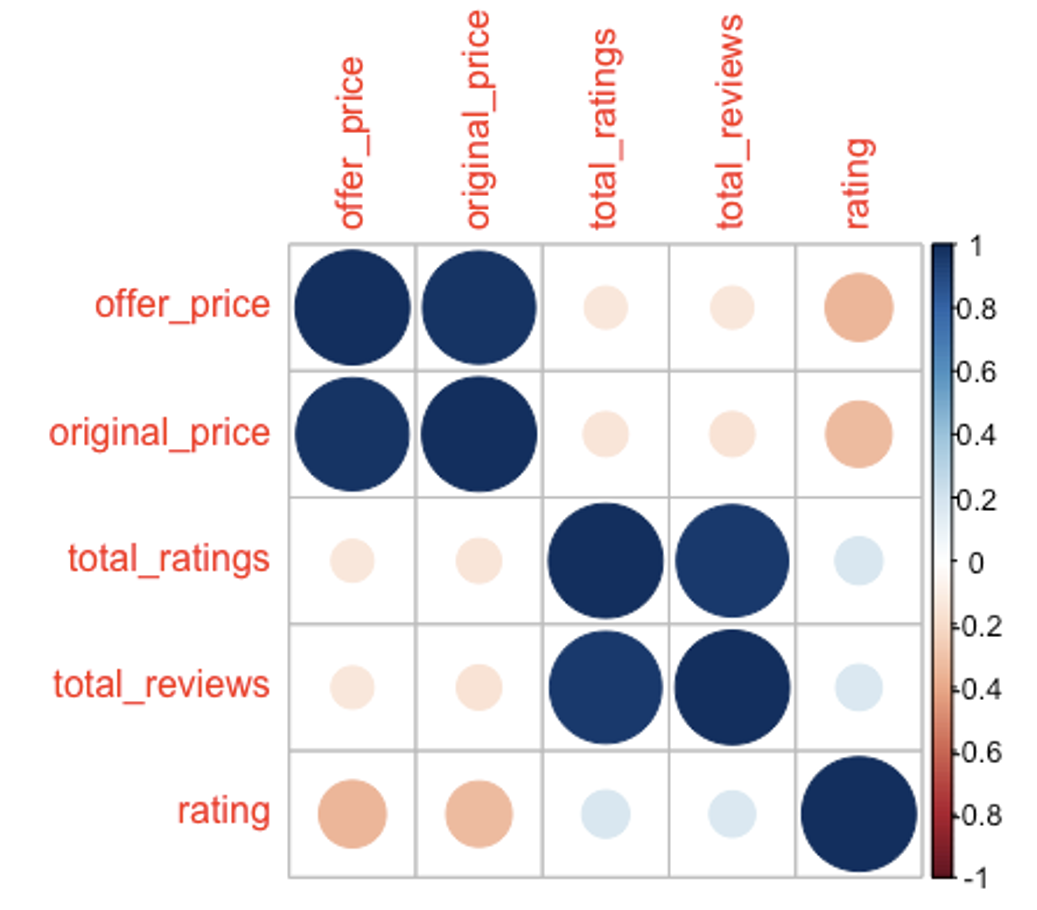 offer_price
original_price
total_ratings
total_reviews
rating
offer_price
original_price
total_ratings
total_reviews
rating
1
0.8
0.6
0.4
0.2
0
-0.2
-0.4
-0.6
-0.8
-1